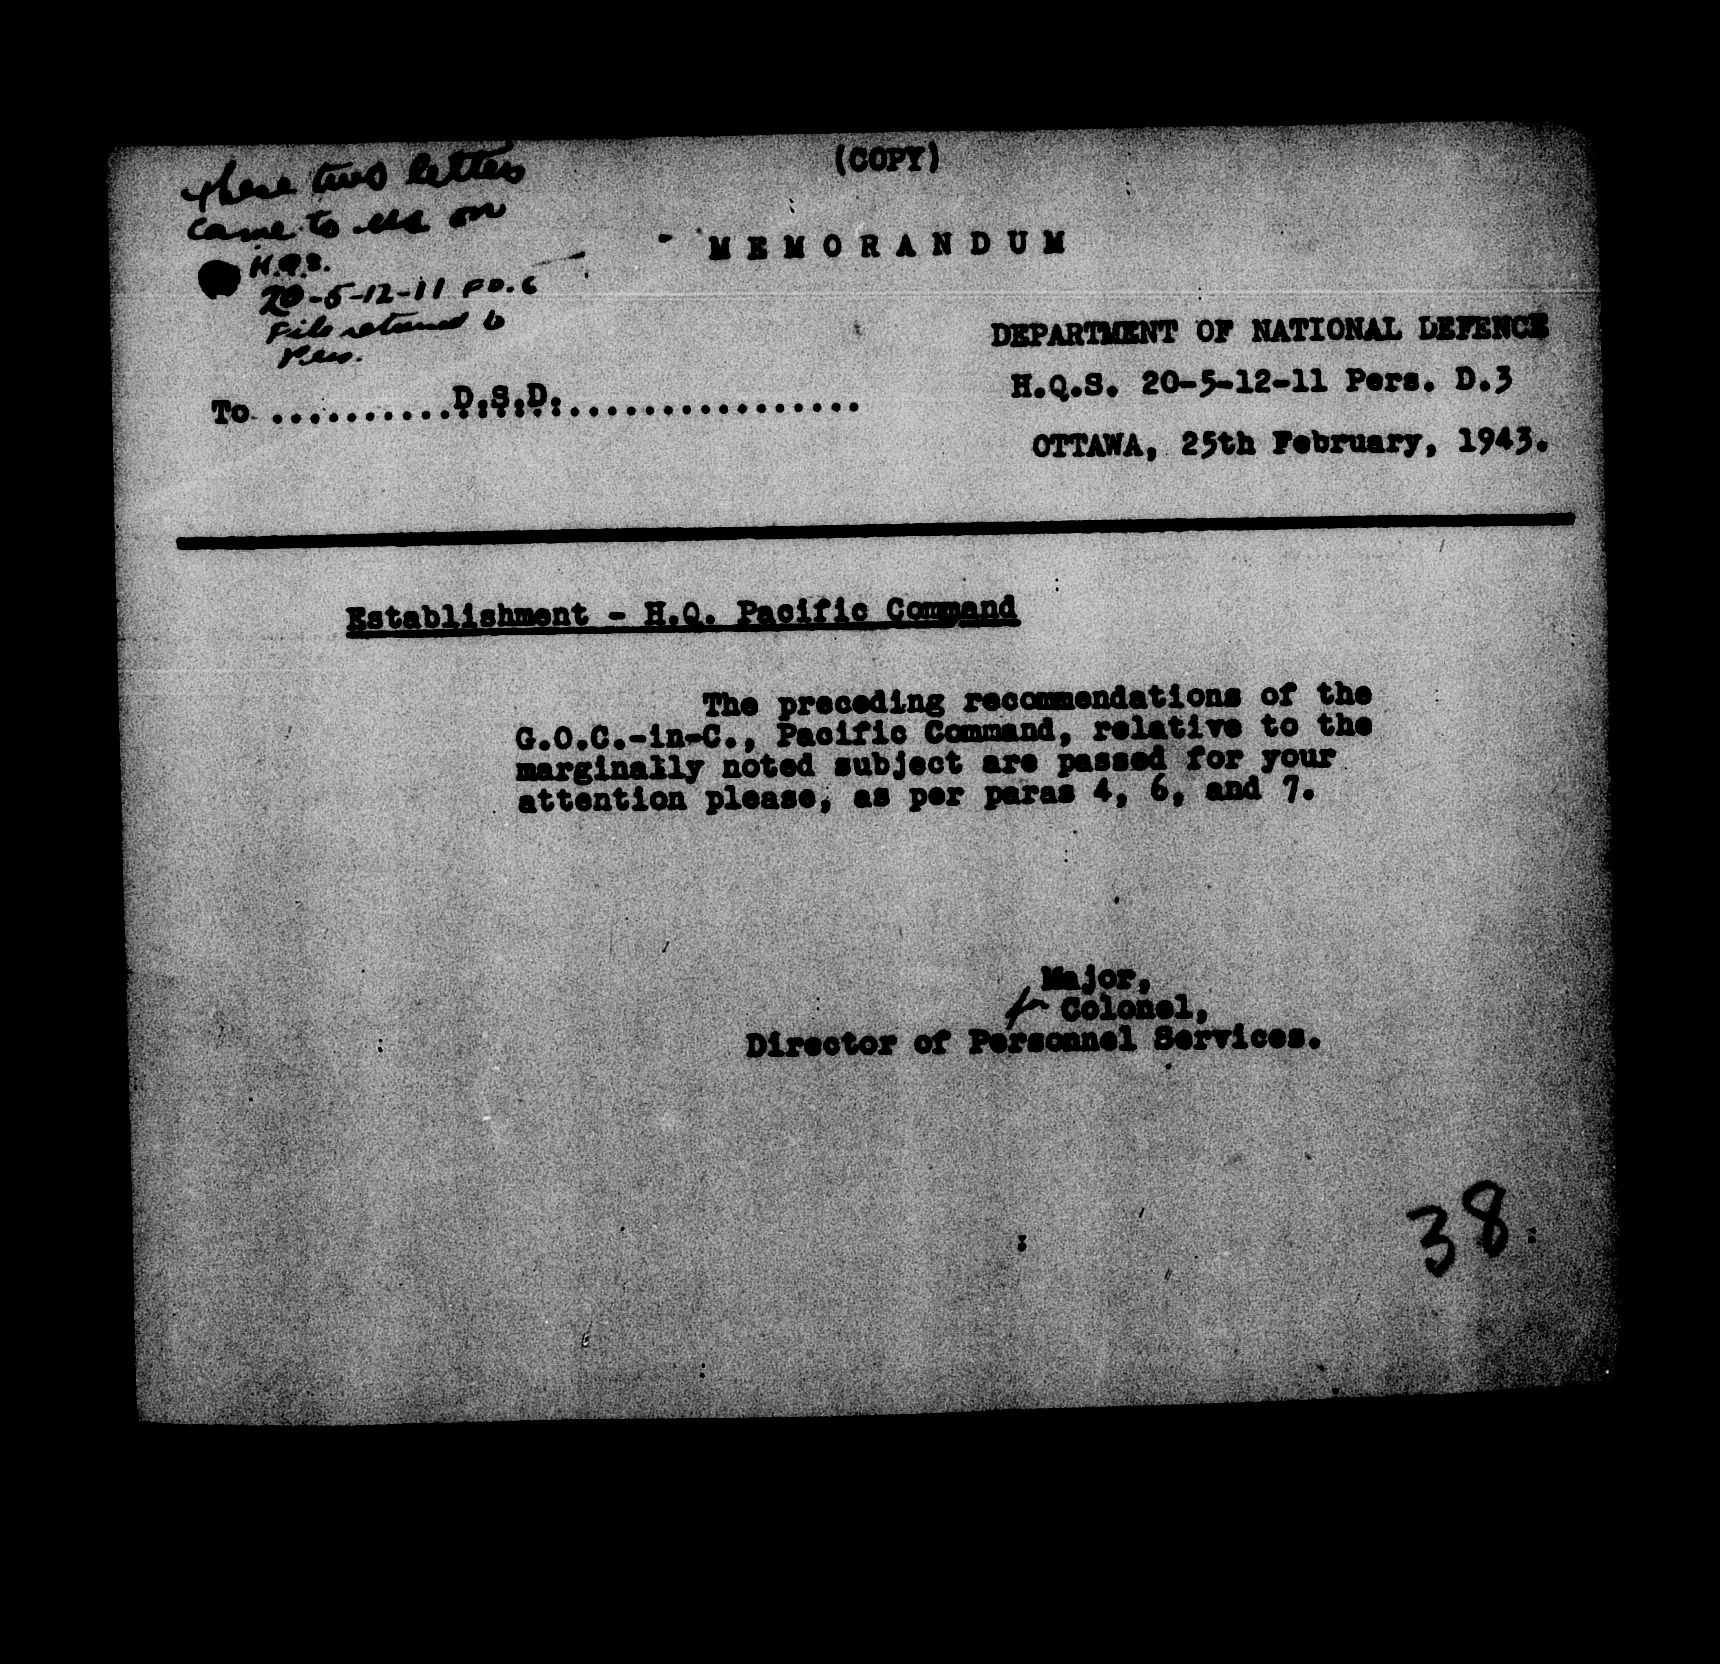 (COPY)
these two letters
came to me on
H.Q.S.
20-5-12-11 FD. 6
File returned to
Pers.
MEMORANDUM
DEPARTMENT OF NATIONAL DEFENCE
H.Q.S. 20-5-12-11 Pers. D.3
To ........D.S.D.................
OTTAWA, 25th February, 1943.
Establishment - H.Q. Pacific Command
The preceding recommendations of the
G.O.C.-in-C., Pacific Command, relative to the
marginally noted subject are passed for your
attention please, as per paras 4, 6, and 7.
Major,
Colonel,
Director of Personnel Services.
38